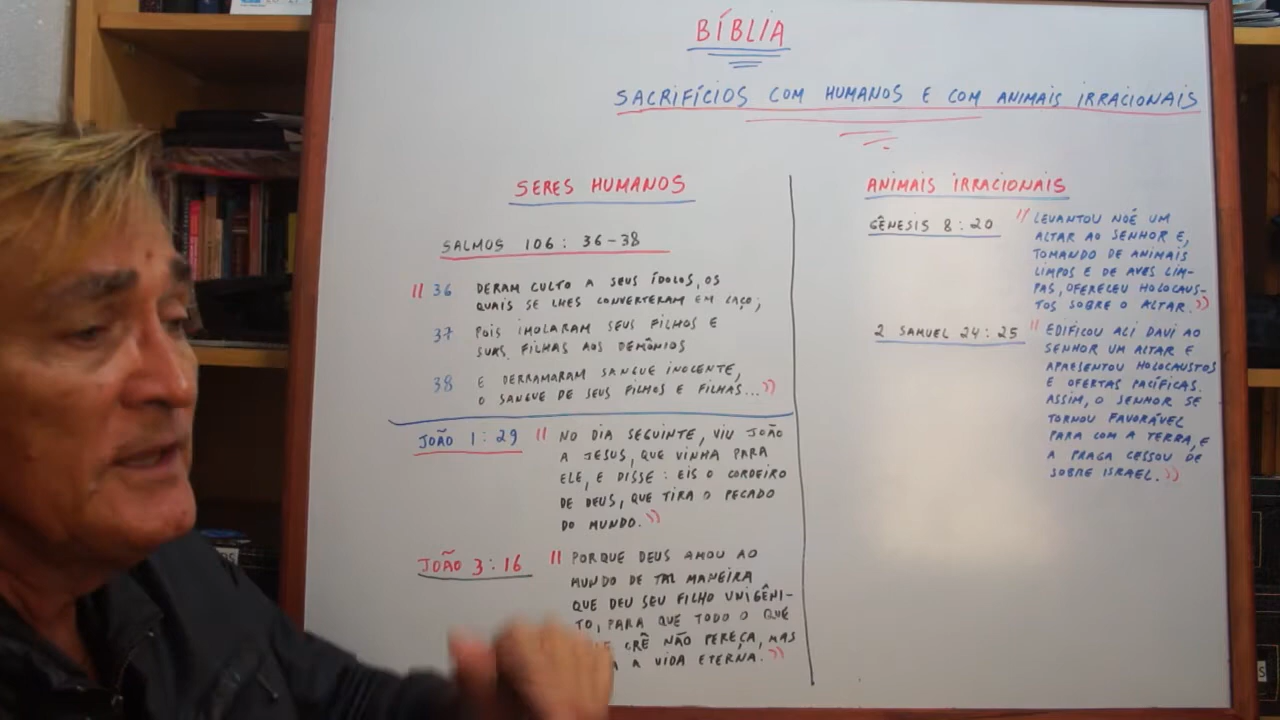 BÍBLIA
SACRIFÍCIOS COM HUMANOS E COM ANIMAIS IRRACIONAIS
SERES HUMANOS
SALMOS 106: 36-38
" 36 DERAM CULTO A SEUS ÍDOLOS, OS
QUAIS SE LHES CONVERTERAM EM LAÇO;
37 POIS IMOLARAM SEUS FILHOS E
SUAS FILHAS AOS DEMÔNIOS
38 E DERRAMARAM SANGUE INOCENTE,
O SANGUE DE SEUS FILHOS E FILHAS..."
JOÃO 1:29 " NO DIA SEGUINTE, VIU JOÃO
A JESUS, QUE VINHA PARA
ELE, E DISSE: EIS O CORDEIRO
DE DEUS, QUE TIRA O PECADO
DO MUNDO."
JOÃO 3:16 " PORQUE DEUS AMOU AO
MUNDO DE TAL MANEIRA
QUE DEU SEU FILHO UNIGÊNI-
TO, PARA QUE TODO O QUE
CRÊ NÃO PEREÇA, MAS
A VIDA ETERNA."
ANIMAIS IRRACIONAIS
GÊNESIS 8:20 " LEVANTOU NOÉ UM
ALTAR AO SENHOR E,
TOMANDO DE ANIMAIS
LIMPOS E DE AVES LIM-
PAS, OFERECEU HOLOCAUS-
TOS SOBRE O ALTAR."
2 SAMUEL 24:25 " EDIFICOU ALI DAVI AO
SENHOR UM ALTAR E
APRESENTOU HOLOCAUSTOS
E OFERTAS PACÍFICAS.
ASSIM, O SENHOR SE
TORNOU FAVORÁVEL
PARA COM A TERRA, E
A PRAGA CESSOU DE
SOBRE ISRAEL."